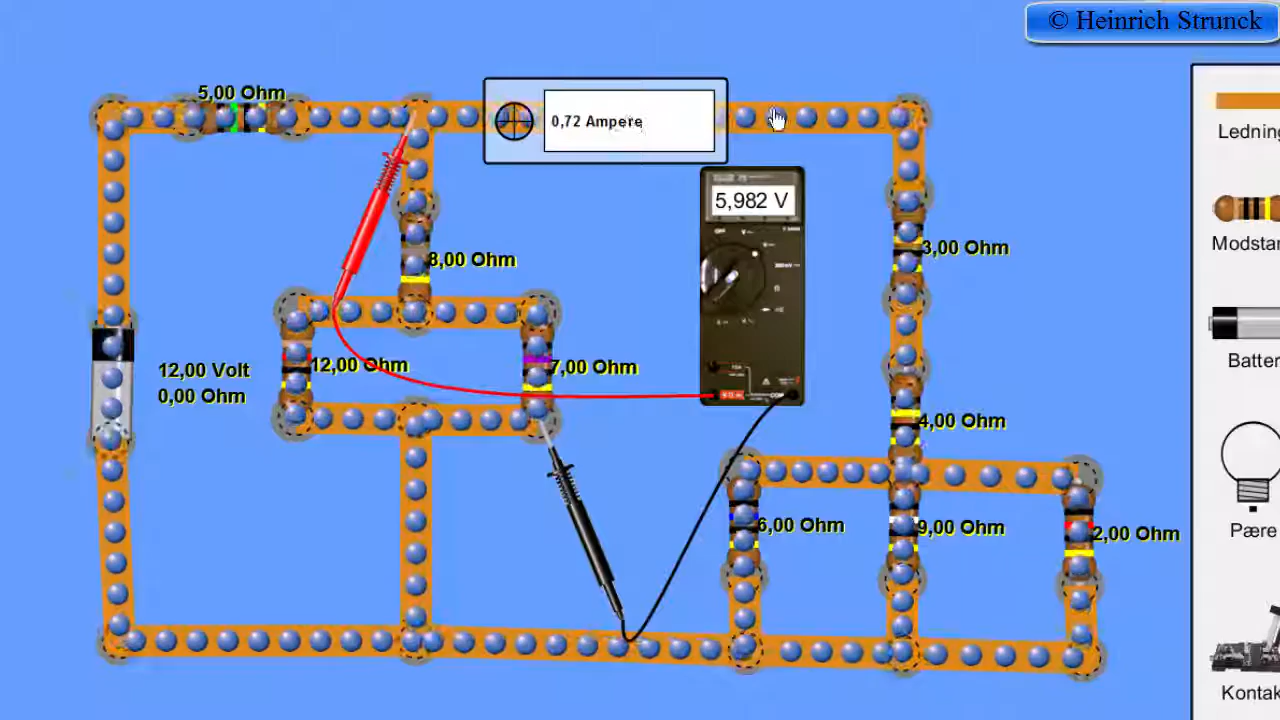 © Heinrich Strunck
5,00 Ohm
0,72 Ampere
5,982 V
8,00 Ohm
3,00 Ohm
12,00 Volt
0,00 Ohm
12,00 Ohm
7,00 Ohm
4,00 Ohm
6,00 Ohm
9,00 Ohm
2,00 Ohm
Ledning
Modstan
Batter
Pære
Kontak
COM